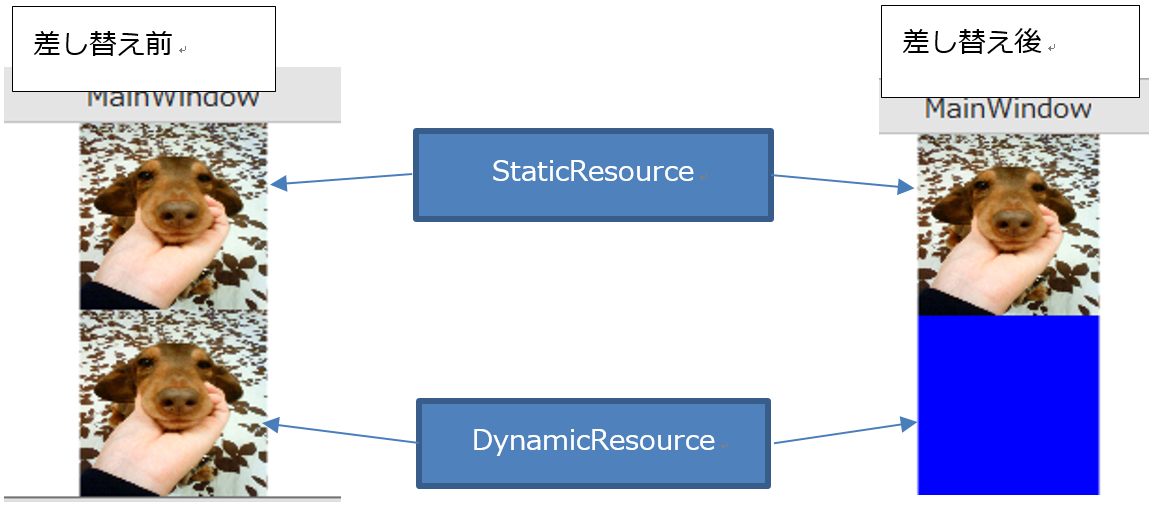 差し替え前
差し替え後
MainWindow
MainWindow
StaticResource
DynamicResource